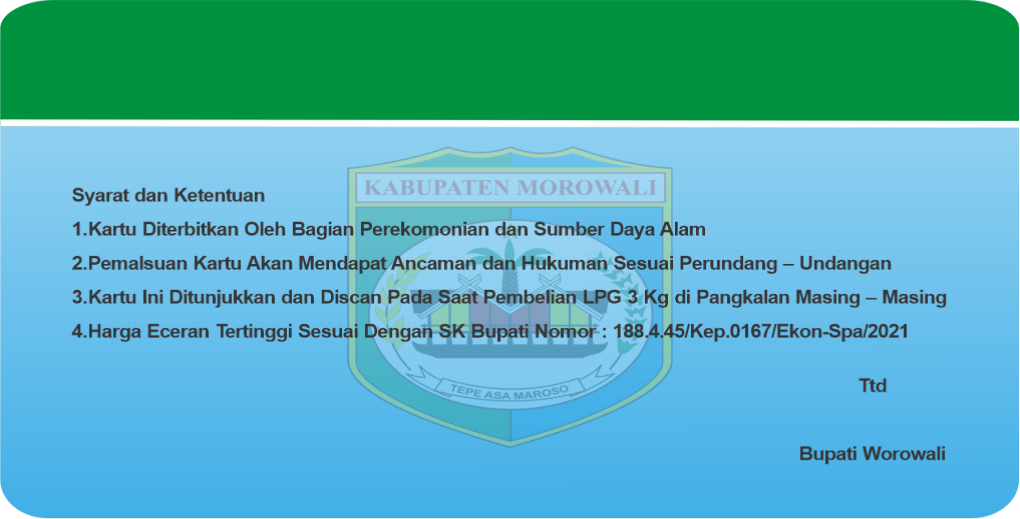 KABUPATEN MOROWALI
Syarat dan Ketentuan
1.Kartu Diterbitkan Oleh Bagian Perekomonian dan Sumber Daya Alam
2.Pemalsuan Kartu Akan Mendapat Ancaman dan Hukuman Sesuai Perundang – Undangan
3.Kartu Ini Ditunjukkan dan Discan Pada Saat Pembelian LPG 3 Kg di Pangkalan Masing – Masing
4.Harga Eceran Tertinggi Sesuai Dengan SK Bupati Nomor : 188.4.45/Kep.0167/Ekon-Spa/2021
TEPE ASA MAROSO
Ttd
Bupati Worowali